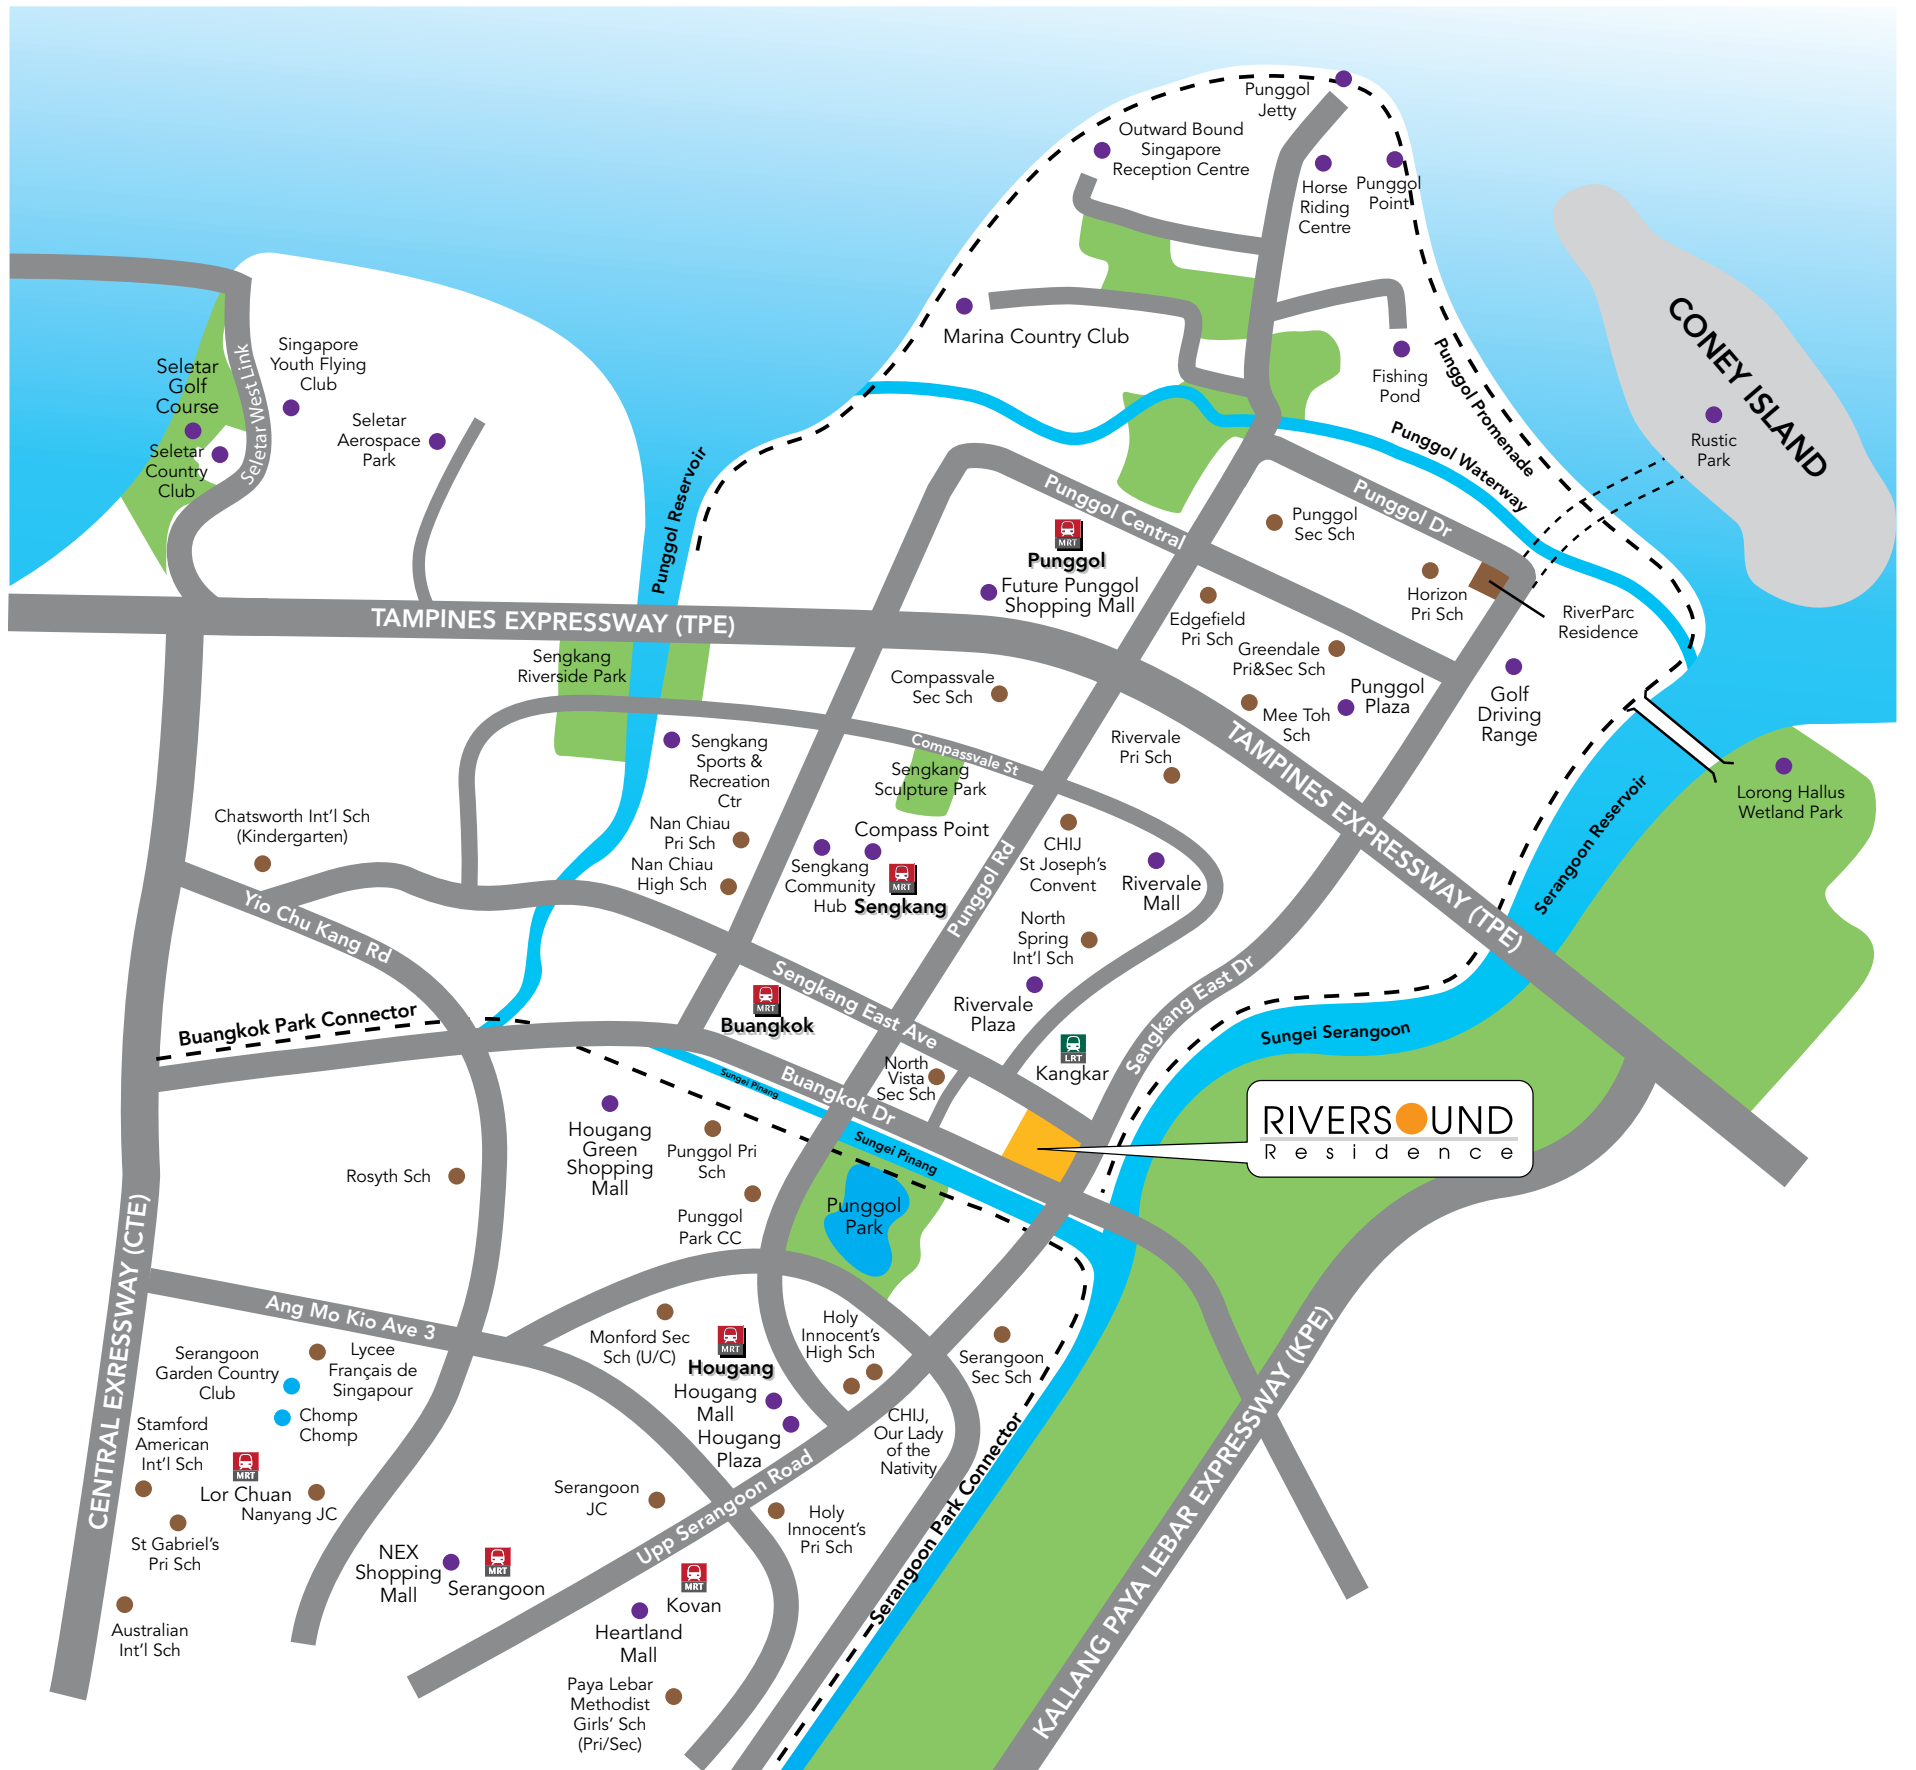 Punggol
Jetty
Outward Bound
Singapore
Reception Centre
Horse
Riding
Centre
Punggol
Point
Marina Country Club
Fishing
Pond
Punggol Promenade
Punggol Waterway
CONEY ISLAND
Rustic
Park
Seletar
Golf
Course
Seletar
Country
Club
Seletar West Link
Singapore
Youth Flying
Club
Seletar
Aerospace
Park
Punggol Reservoir
Punggol Central
Punggol Dr
MRT
Punggol
Future Punggol
Shopping Mall
Punggol
Sec Sch
Horizon
Pri Sch
RiverParc
Residence
Edgefield
Pri Sch
Greendale
Pri&Sec Sch
Punggol
Plaza
Mee Toh
Sch
Golf
Driving
Range
TAMPINES EXPRESSWAY (TPE)
Sengkang
Riverside Park
Compassvale
Sec Sch
Compassvale St
Sengkang
Sports &
Recreation
Ctr
Sengkang
Sculpture Park
Rivervale
Pri Sch
TAMPINES EXPRESSWAY (TPE)
Serangoon Reservoir
Lorong Hallus
Wetland Park
Chatsworth Int'l Sch
(Kindergarten)
Nan Chiau
Pri Sch
Nan Chiau
High Sch
Compass Point
Sengkang
Community
Hub
MRT
Sengkang
Punggol Rd
CHIJ
St Joseph's
Convent
Rivervale
Mall
North
Spring
Int'l Sch
Rivervale
Plaza
Yio Chu Kang Rd
Sengkang East Ave
Sengkang East Dr
Buangkok Park Connector
MRT
Buangkok
Sungei Pinang
Buangkok Dr
North
Vista
Sec Sch
LRT
Kangkar
Sungei Serangoon
RIVERSOUND
Residence
Hougang
Green
Shopping
Mall
Punggol Pri
Sch
Sungei Pinang
Rosyth Sch
Punggol
Park CC
Punggol
Park
CENTRAL EXRESSWAY (CTE)
Ang Mo Kio Ave 3
Serangoon
Garden Country
Club
Lycee
Français de
Singapour
Chomp
Chomp
Stamford
American
Int'l Sch
MRT
Lor Chuan
Nanyang JC
St Gabriel's
Pri Sch
Australian
Int'l Sch
Monford Sec
Sch (U/C)
MRT
Hougang
Hougang
Mall
Hougang
Plaza
Holy
Innocent's
High Sch
Serangoon
Sec Sch
CHIJ,
Our Lady
of the
Nativity
Serangoon
JC
Upp Serangoon Road
Holy
Innocent's
Pri Sch
Serangoon Park Connector
KALLANG PAYA LEBAR EXPRESSWAY (KPE)
NEX
Shopping
Mall
MRT
Serangoon
MRT
Kovan
Heartland
Mall
Paya Lebar
Methodist
Girls' Sch
(Pri/Sec)